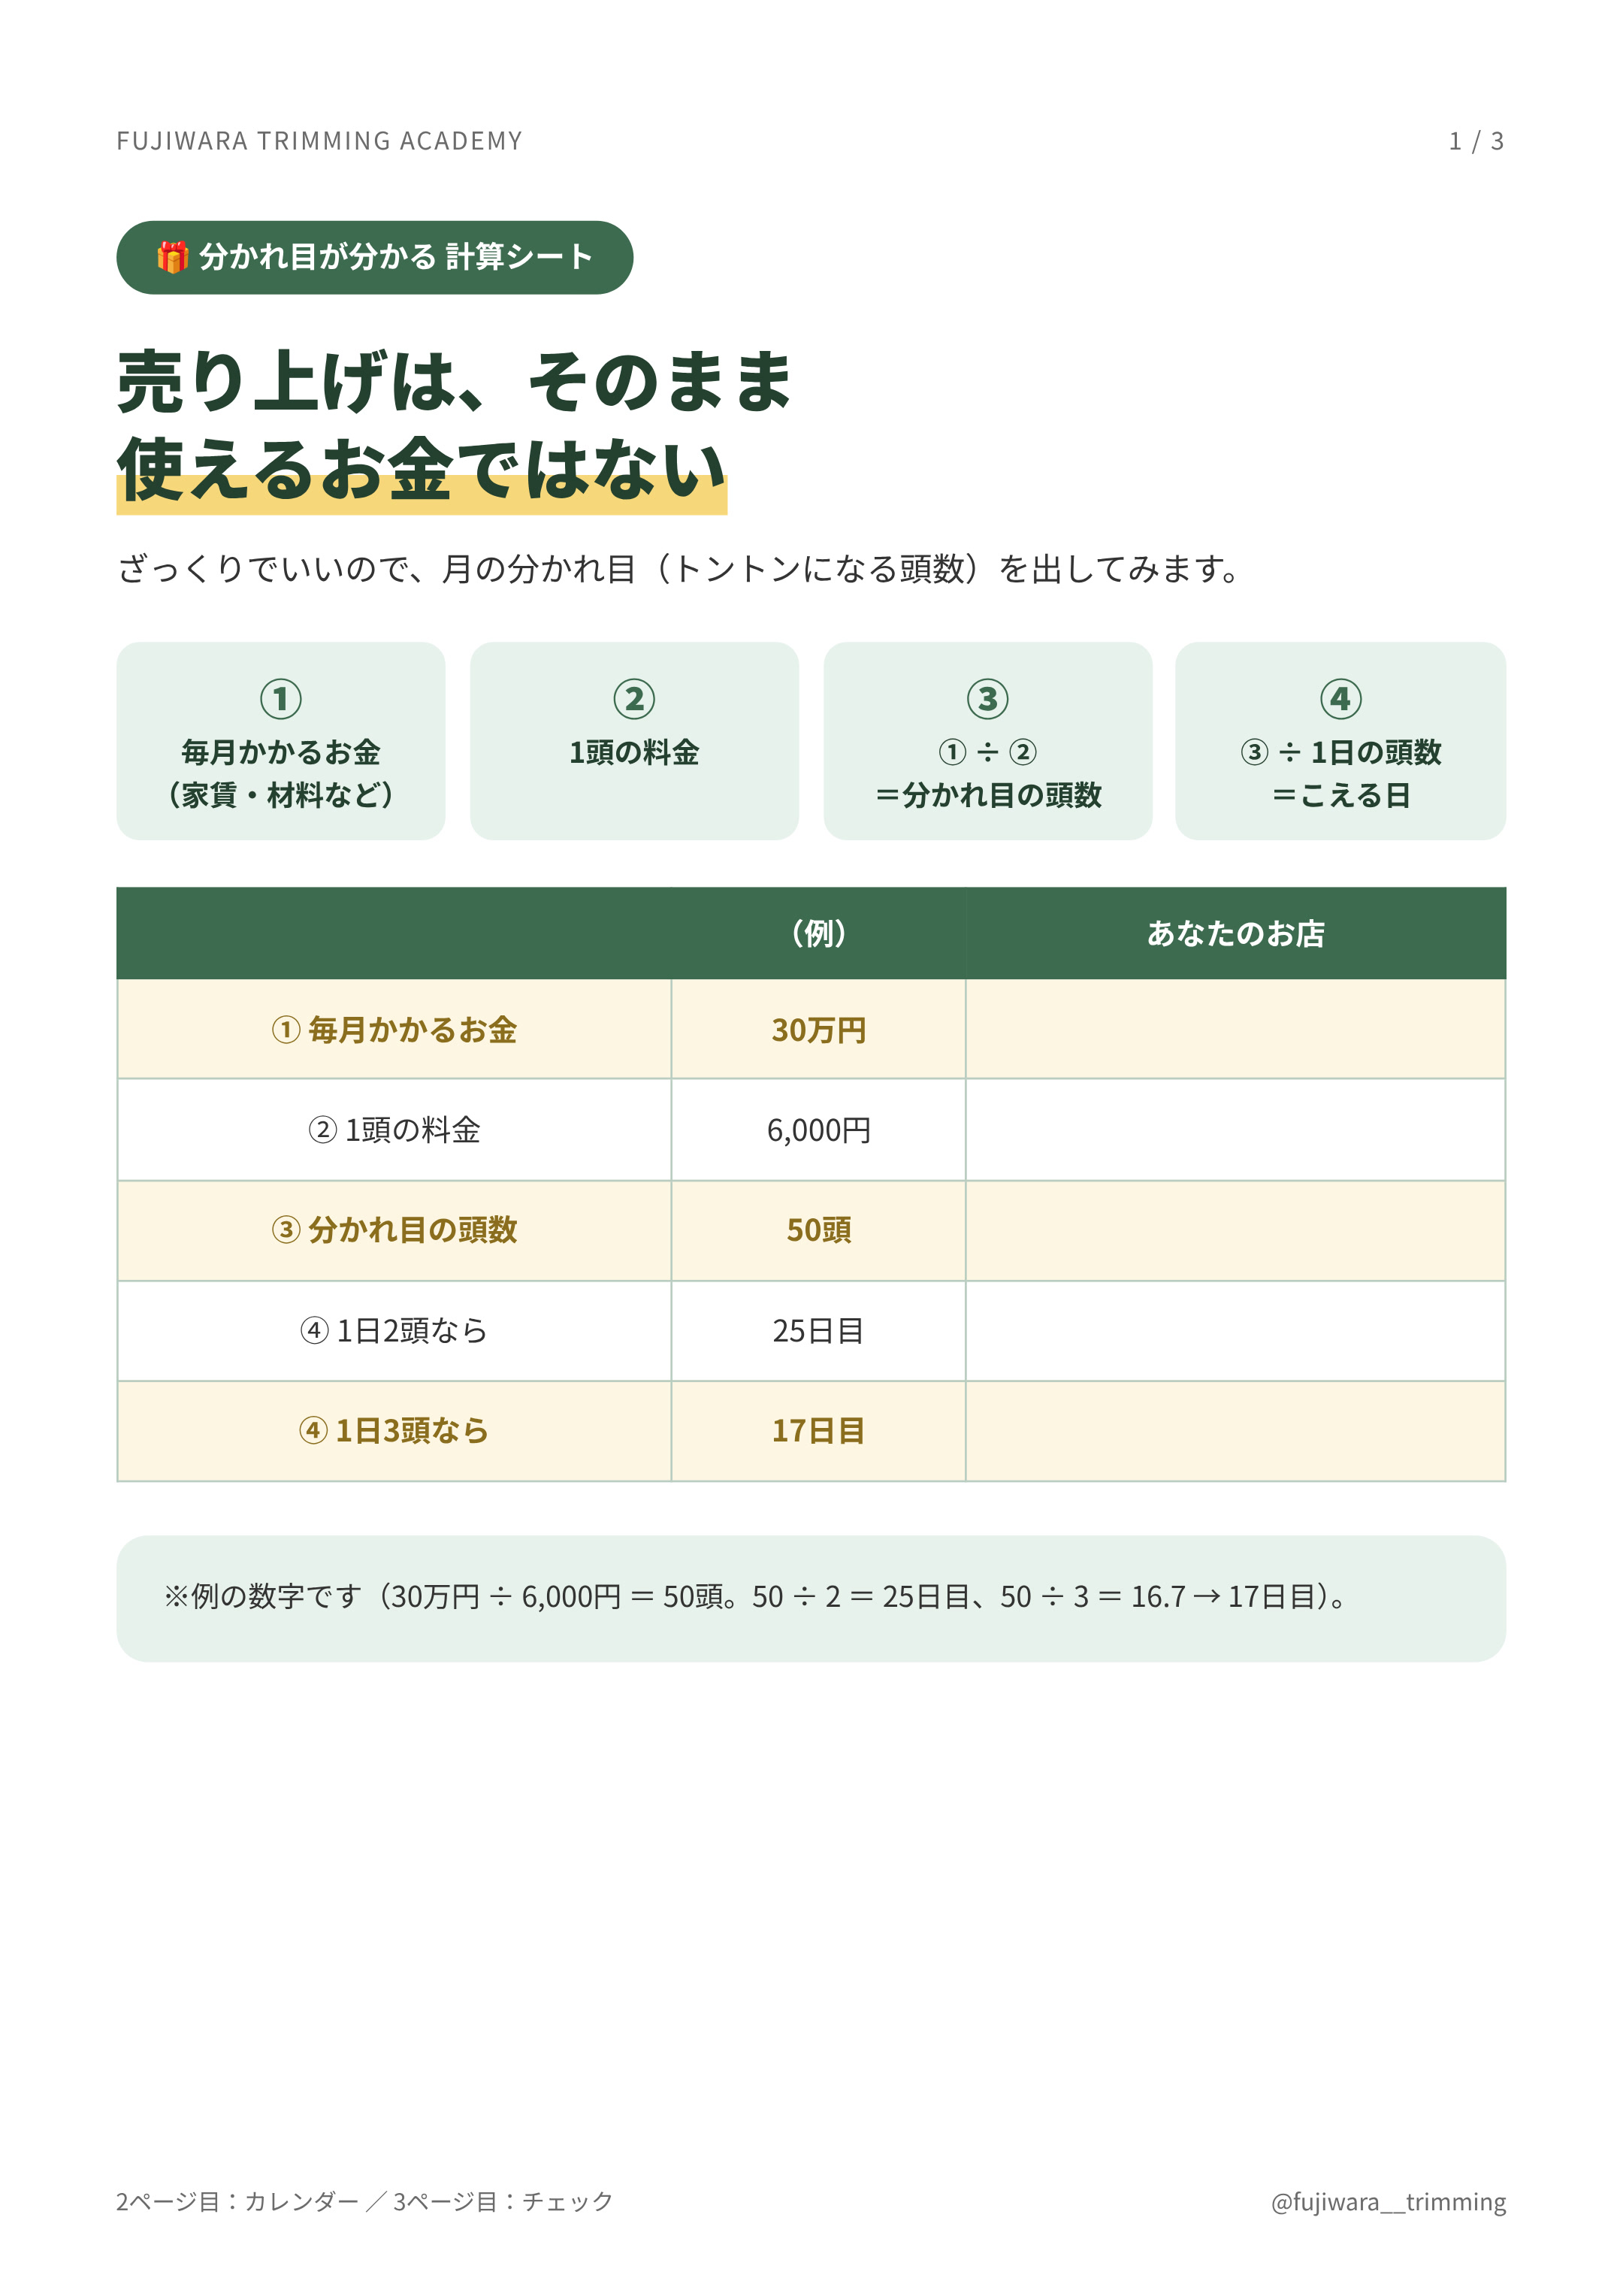 FUJIWARA TRIMMING ACADEMY
1 / 3
🎁 分かれ目が分かる 計算シート
売り上げは、そのまま
使えるお金ではない
ざっくりでいいので、月の分かれ目（トントンになる頭数）を出してみます。
①
毎月かかるお金
（家賃・材料など）
②
1頭の料金
③
① ÷ ②
＝分かれ目の頭数
④
③ ÷ 1日の頭数
＝こえる日
（例） あなたのお店
① 毎月かかるお金 30万円
② 1頭の料金 6,000円
③ 分かれ目の頭数 50頭
④ 1日2頭なら 25日目
④ 1日3頭なら 17日目
※例の数字です（30万円 ÷ 6,000円 ＝ 50頭。50 ÷ 2 ＝ 25日目、50 ÷ 3 ＝ 16.7 → 17日目）。
2ページ目：カレンダー ／ 3ページ目：チェック
@fujiwara__trimming